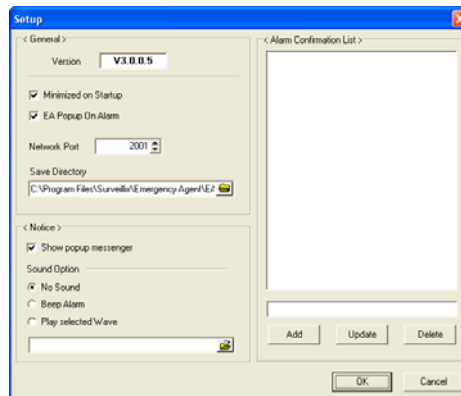 Setup
< General >
Version V3.0.0.5
Minimized on Startup
EA Popup On Alarm
Network Port 2001
Save Directory
C:\Program Files\Surveillix\Emergency Agent\EA
< Notice >
Show popup messenger
Sound Option
No Sound
Beep Alarm
Play selected Wave
< Alarm Confirmation List >
Add Update Delete
OK Cancel